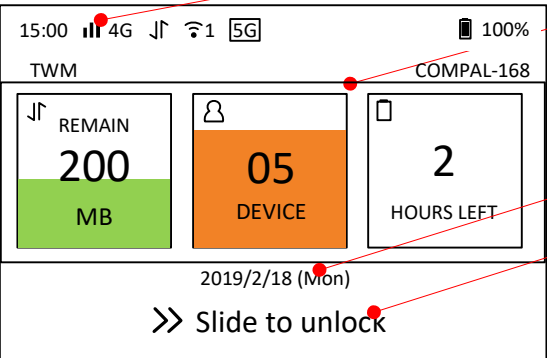 15:00 4G 1 5G 100%
TWM COMPAL-168
REMAIN
200
MB
05
DEVICE
2
HOURS LEFT
2019/2/18 (Mon)
Slide to unlock